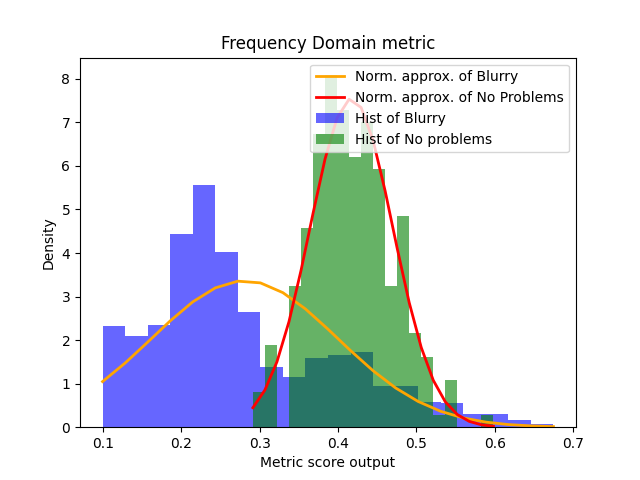 Frequency Domain metric
Norm. approx. of Blurry
Norm. approx. of No Problems
Hist of Blurry
Hist of No problems
Density
8
7
6
5
4
3
2
1
0
0.1 0.2 0.3 0.4 0.5 0.6 0.7
Metric score output